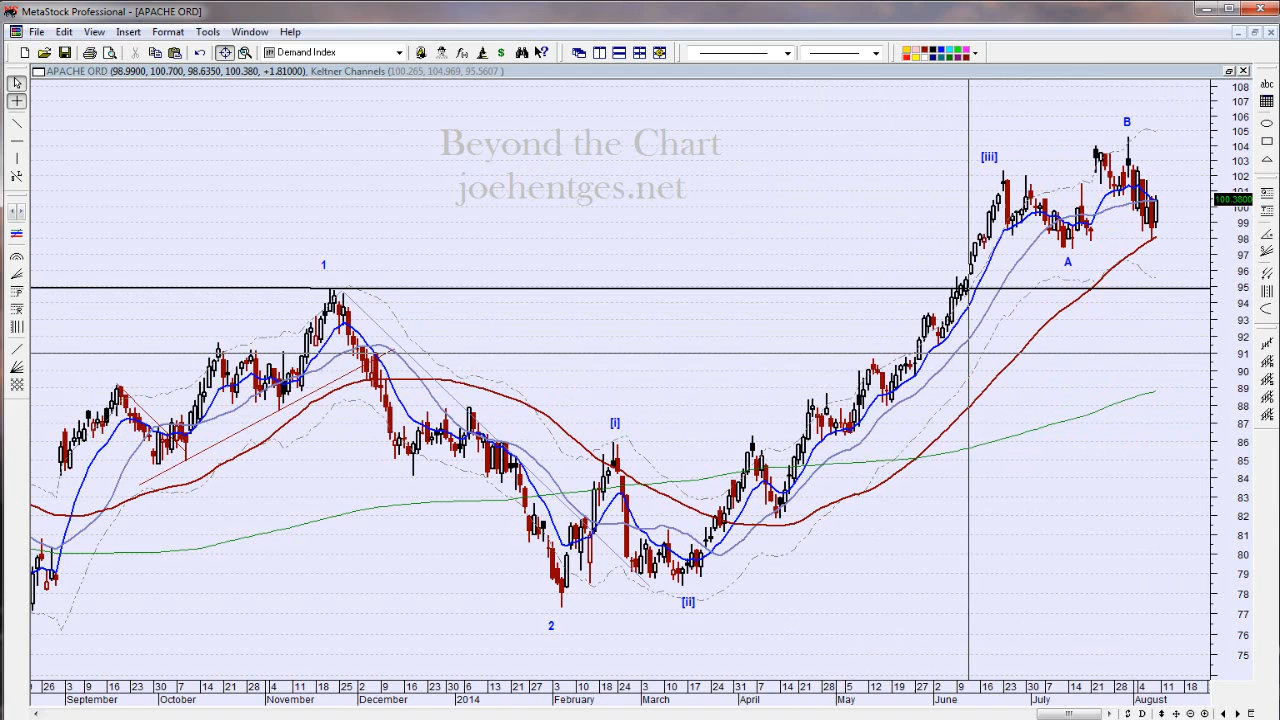 MetaStock Professional - [APACHE ORD]
File Edit View Insert Format Tools Window Help
Demand Index
APACHE ORD (98.9900, 100.700, 98.6350, 100.380, +1.81000), Keltner Channels (100.265, 104.969, 95.5607 )
abc
Beyond the Chart
joehentges.net
B
[iii]
A
1
[i]
[ii]
2
108
107
106
105
104
103
102
101
100.3800
100
99
98
97
96
95
94
93
92
91
90
89
88
87
86
85
84
83
82
81
80
79
78
77
76
75
26 3 9 16 23 30 7 14 21 28 4 11 18 25 2 9 16 23 30 6 13 21 27 3 10 18 24 3 10 17 24 31 7 14 21 28 5 12 19 27 2 9 16 23 30 7 14 21 28 4 11 18
September October November December 2014 February March April May June July August
D